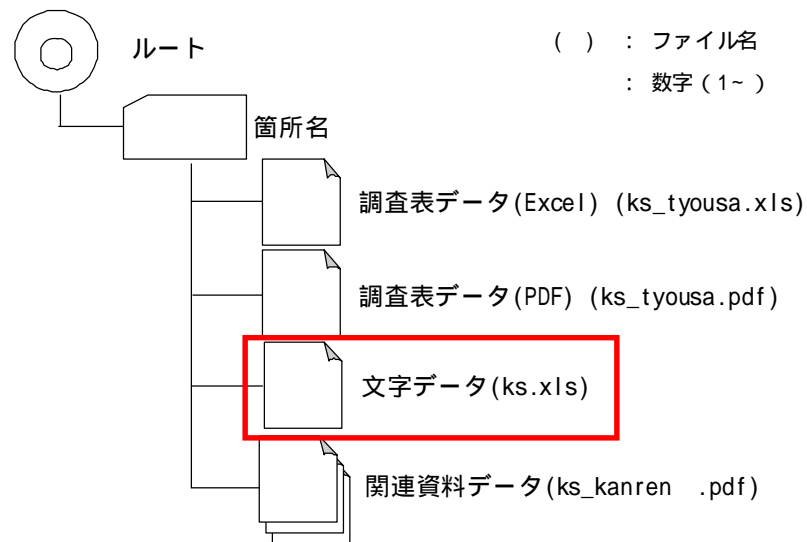 ルート
( ) : ファイル名
: 数字(1~)
箇所名
調査表データ(Excel) (ks_tyousa.xls)
調査表データ(PDF) (ks_tyousa.pdf)
文字データ(ks.xls)
関連資料データ(ks_kanren .pdf)